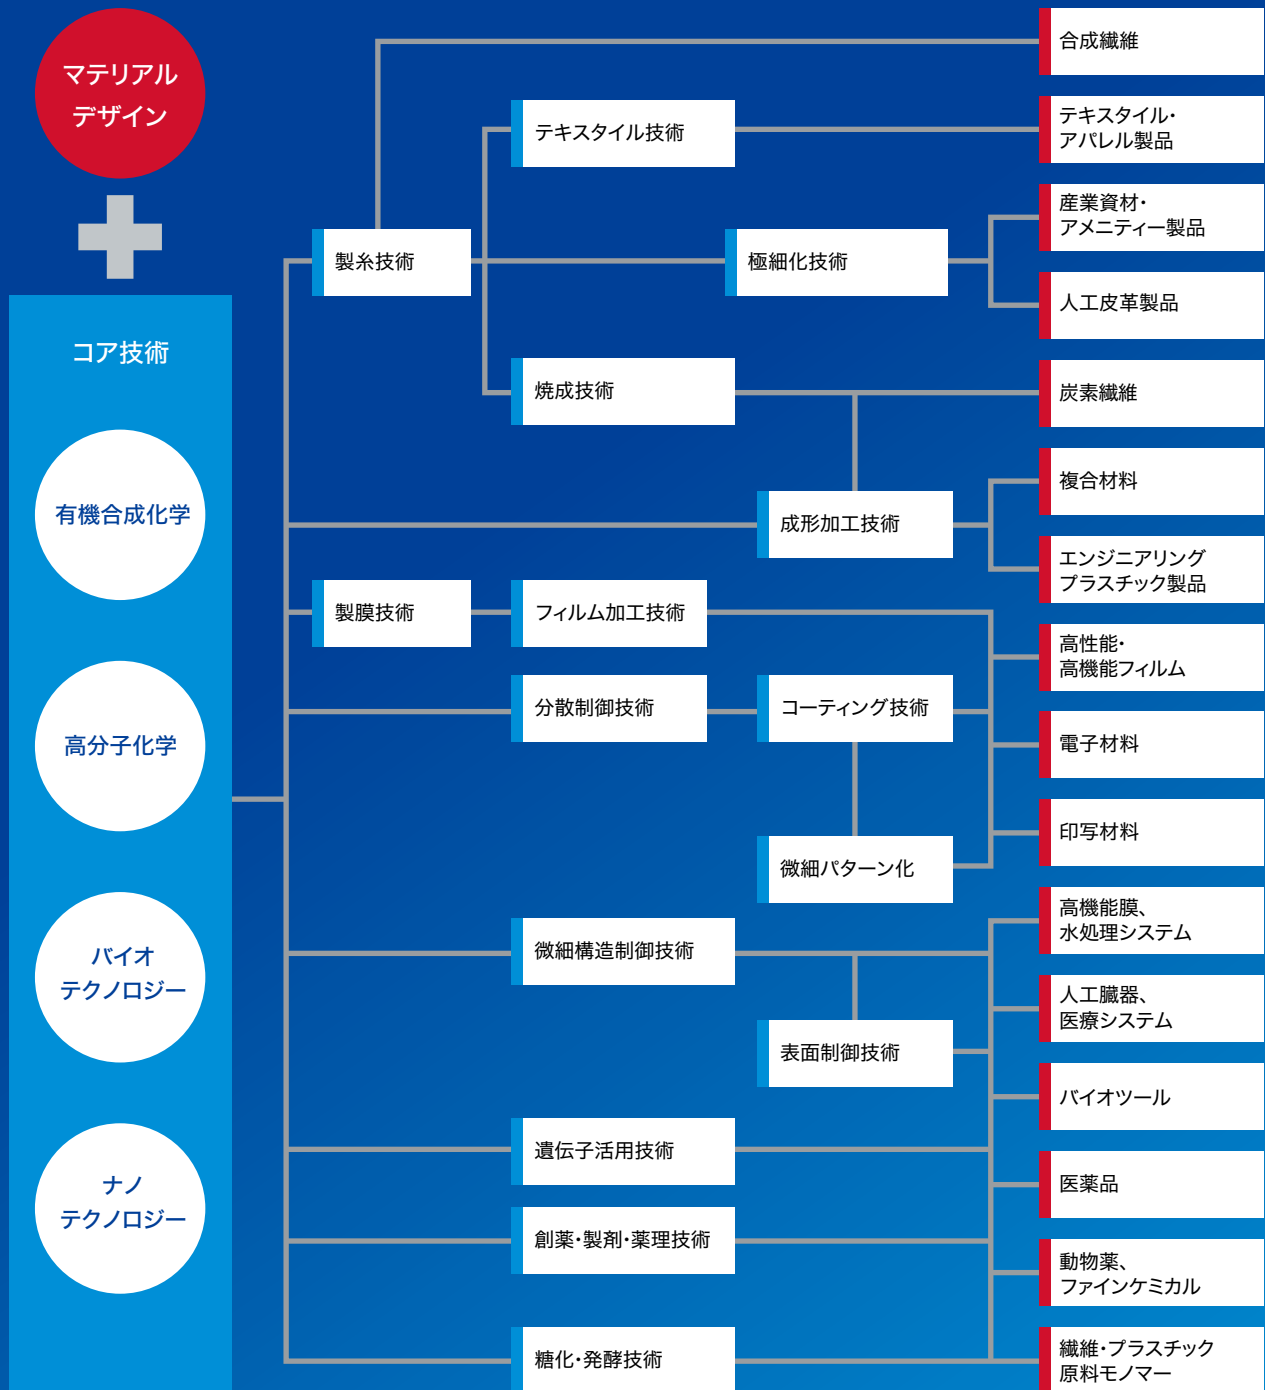 マテリアル
デザイン
コア技術
有機合成化学
高分子化学
バイオ
テクノロジー
ナノ
テクノロジー
製糸技術
テキスタイル技術
極細化技術
焼成技術
成形加工技術
製膜技術
フィルム加工技術
分散制御技術
コーティング技術
微細パターン化
微細構造制御技術
表面制御技術
遺伝子活用技術
創薬・製剤・薬理技術
糖化・発酵技術
合成繊維
テキスタイル・
アパレル製品
産業資材・
アメニティー製品
人工皮革製品
炭素繊維
複合材料
エンジニアリング
プラスチック製品
高性能・
高機能フィルム
電子材料
印写材料
高機能膜、
水処理システム
人工臓器、
医療システム
バイオツール
医薬品
動物薬、
ファインケミカル
繊維・プラスチック
原料モノマー